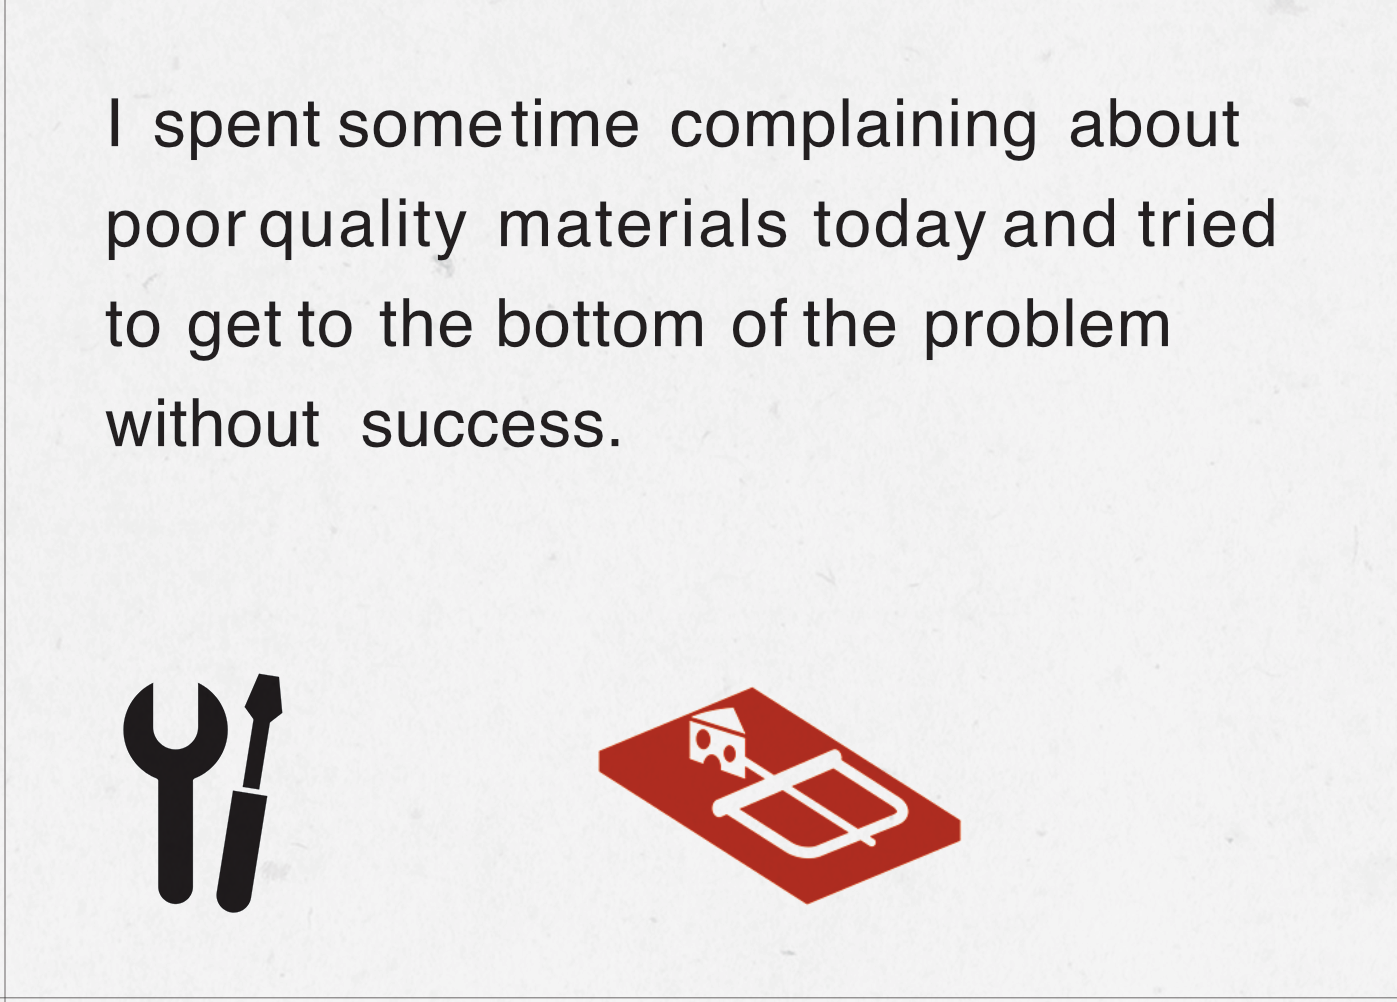 I spent sometime complaining about
poor quality materials today and tried
to get to the bottom of the problem
without success.